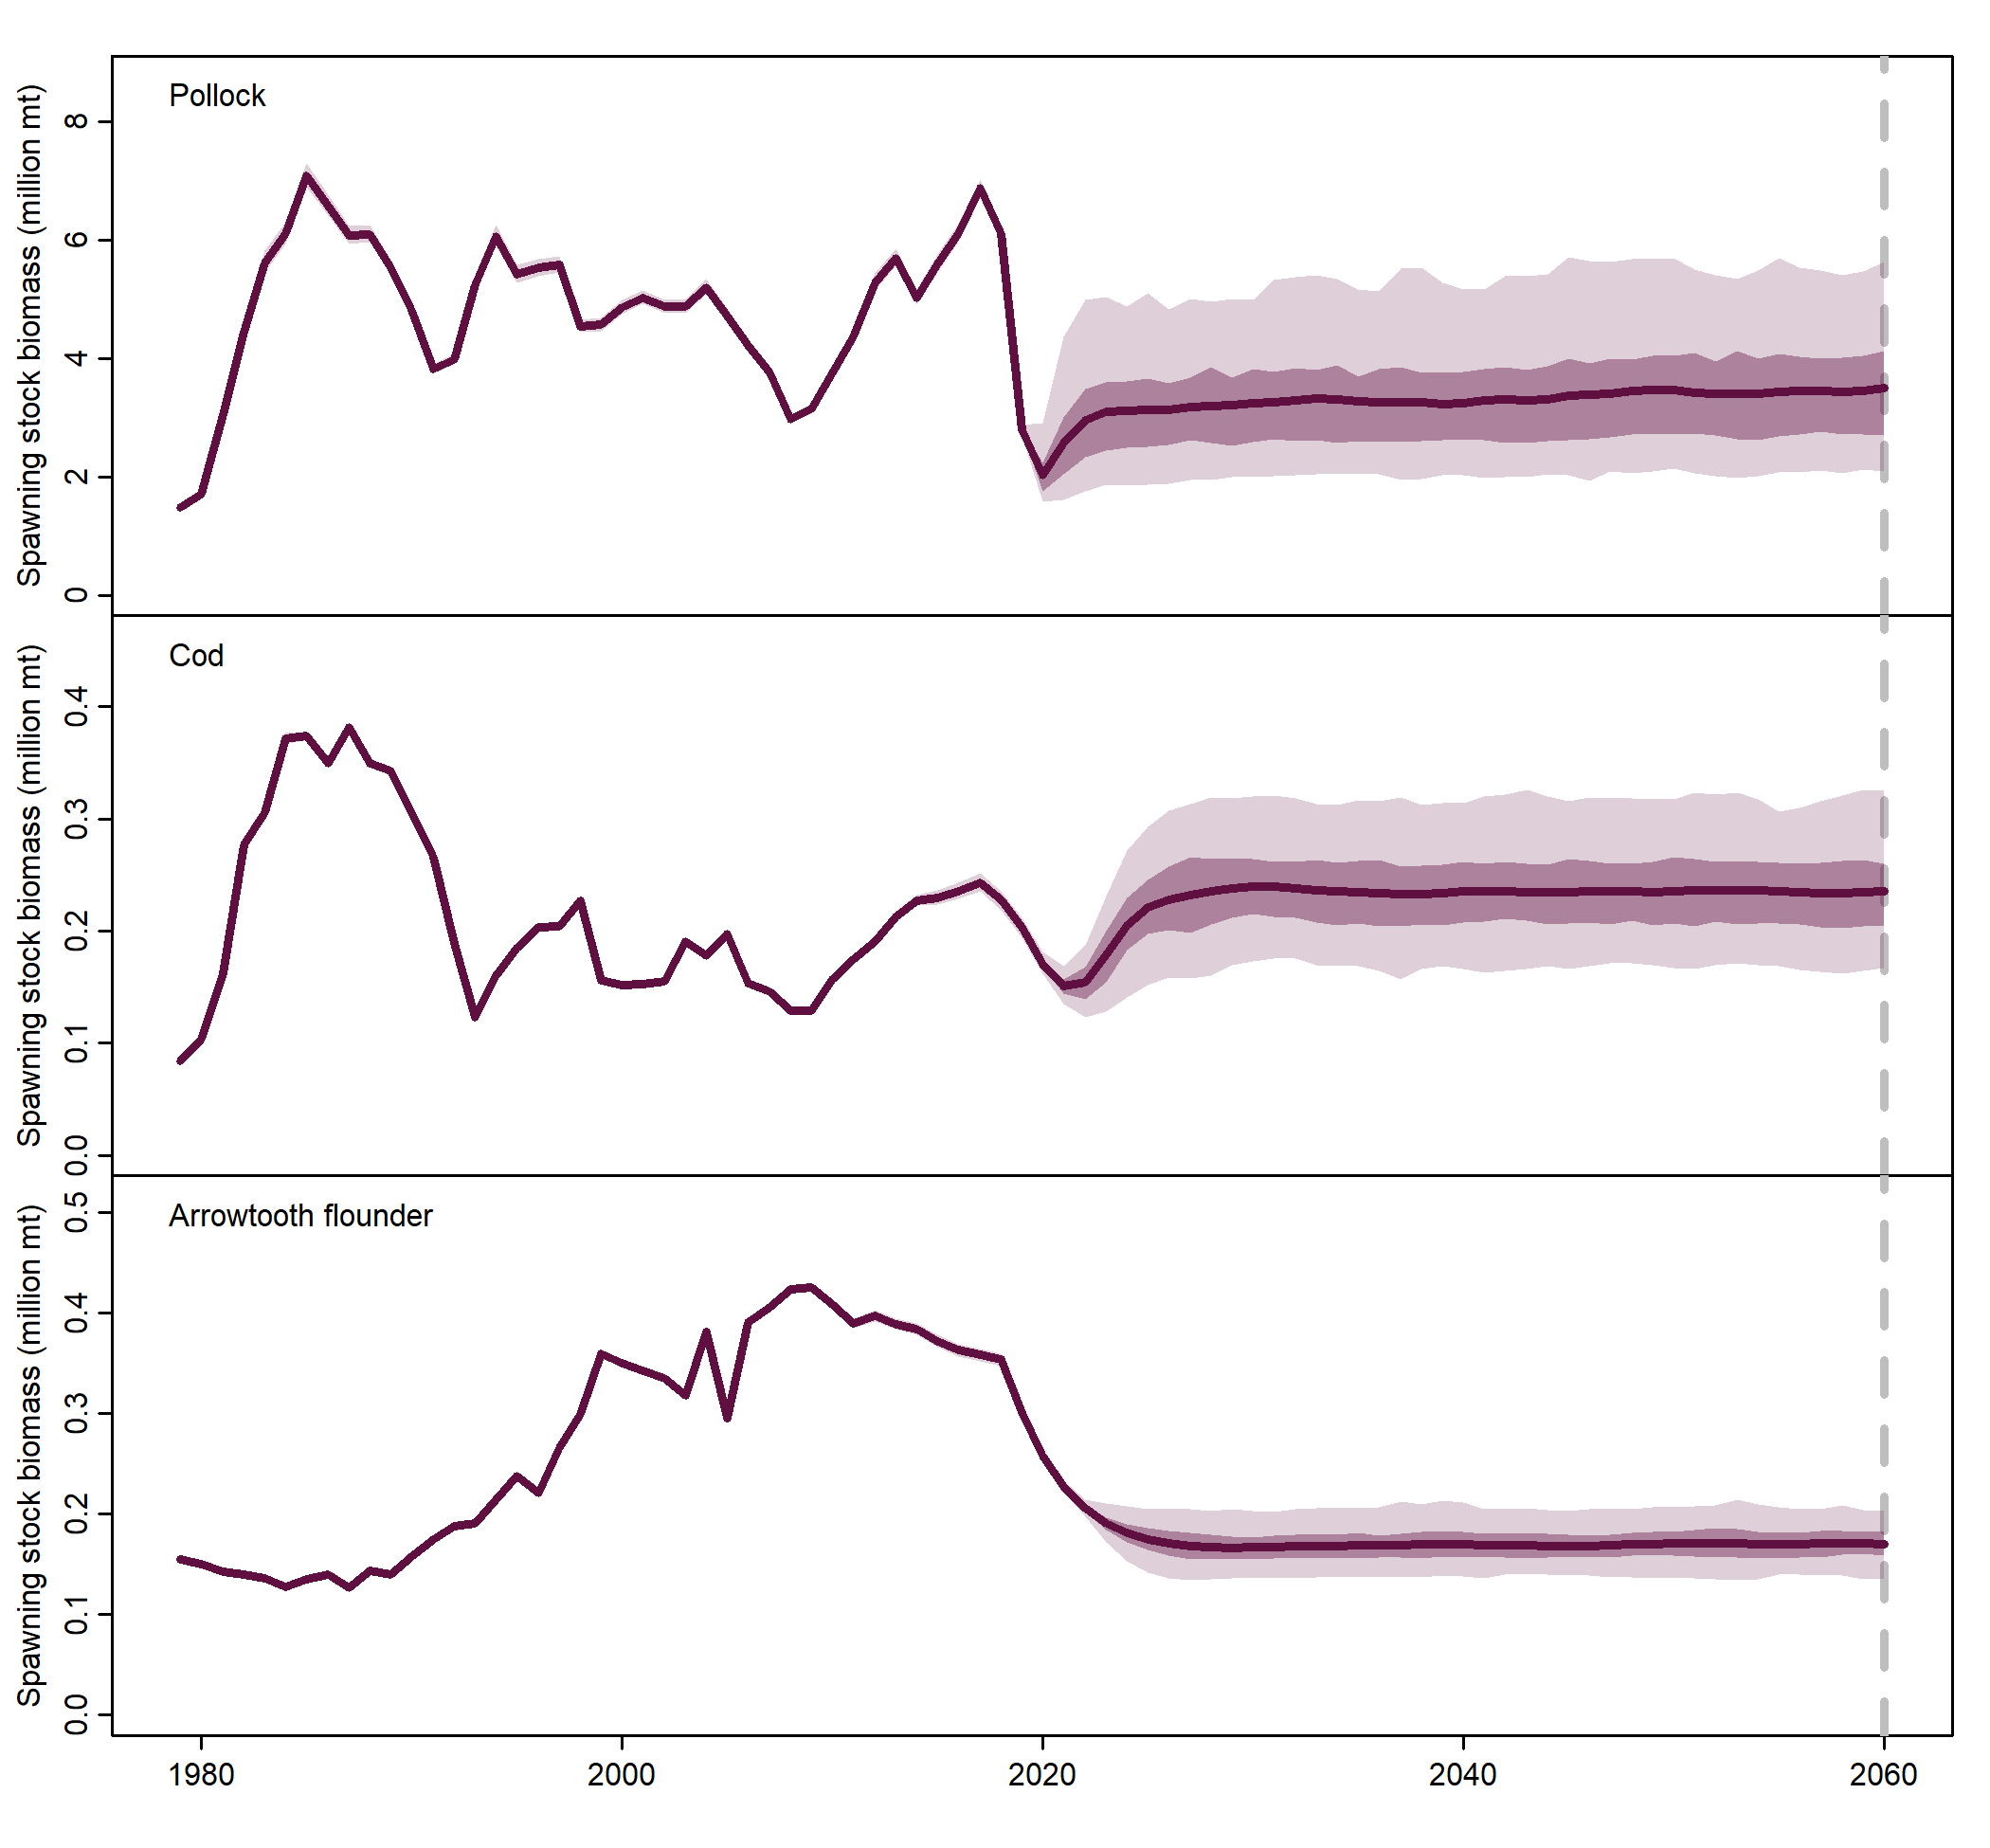 Pollock
Spawning stock biomass (million mt)
8
6
4
2
0
Cod
Spawning stock biomass (million mt)
0.4
0.3
0.2
0.1
0.0
Arrowtooth flounder
Spawning stock biomass (million mt)
0.5
0.4
0.3
0.2
0.1
0.0
1980 2000 2020 2040 2060